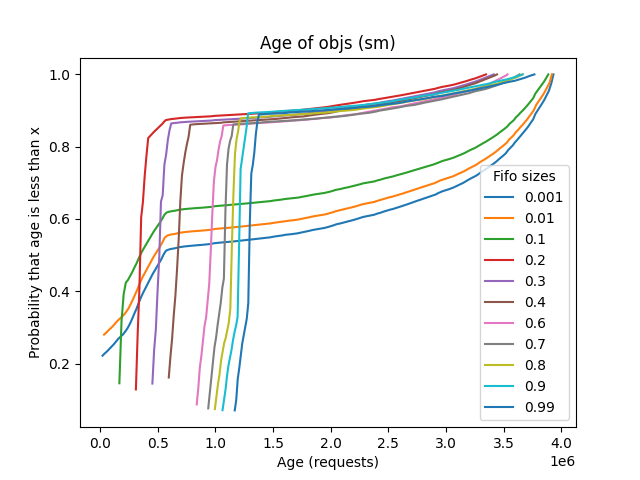 Age of objs (sm)
Probability that age is less than x
1.0
0.8
0.6
0.4
0.2
Fifo sizes
0.001
0.01
0.1
0.2
0.3
0.4
0.6
0.7
0.8
0.9
0.99
0.0 0.5 1.0 1.5 2.0 2.5 3.0 3.5 4.0
1e6
Age (requests)